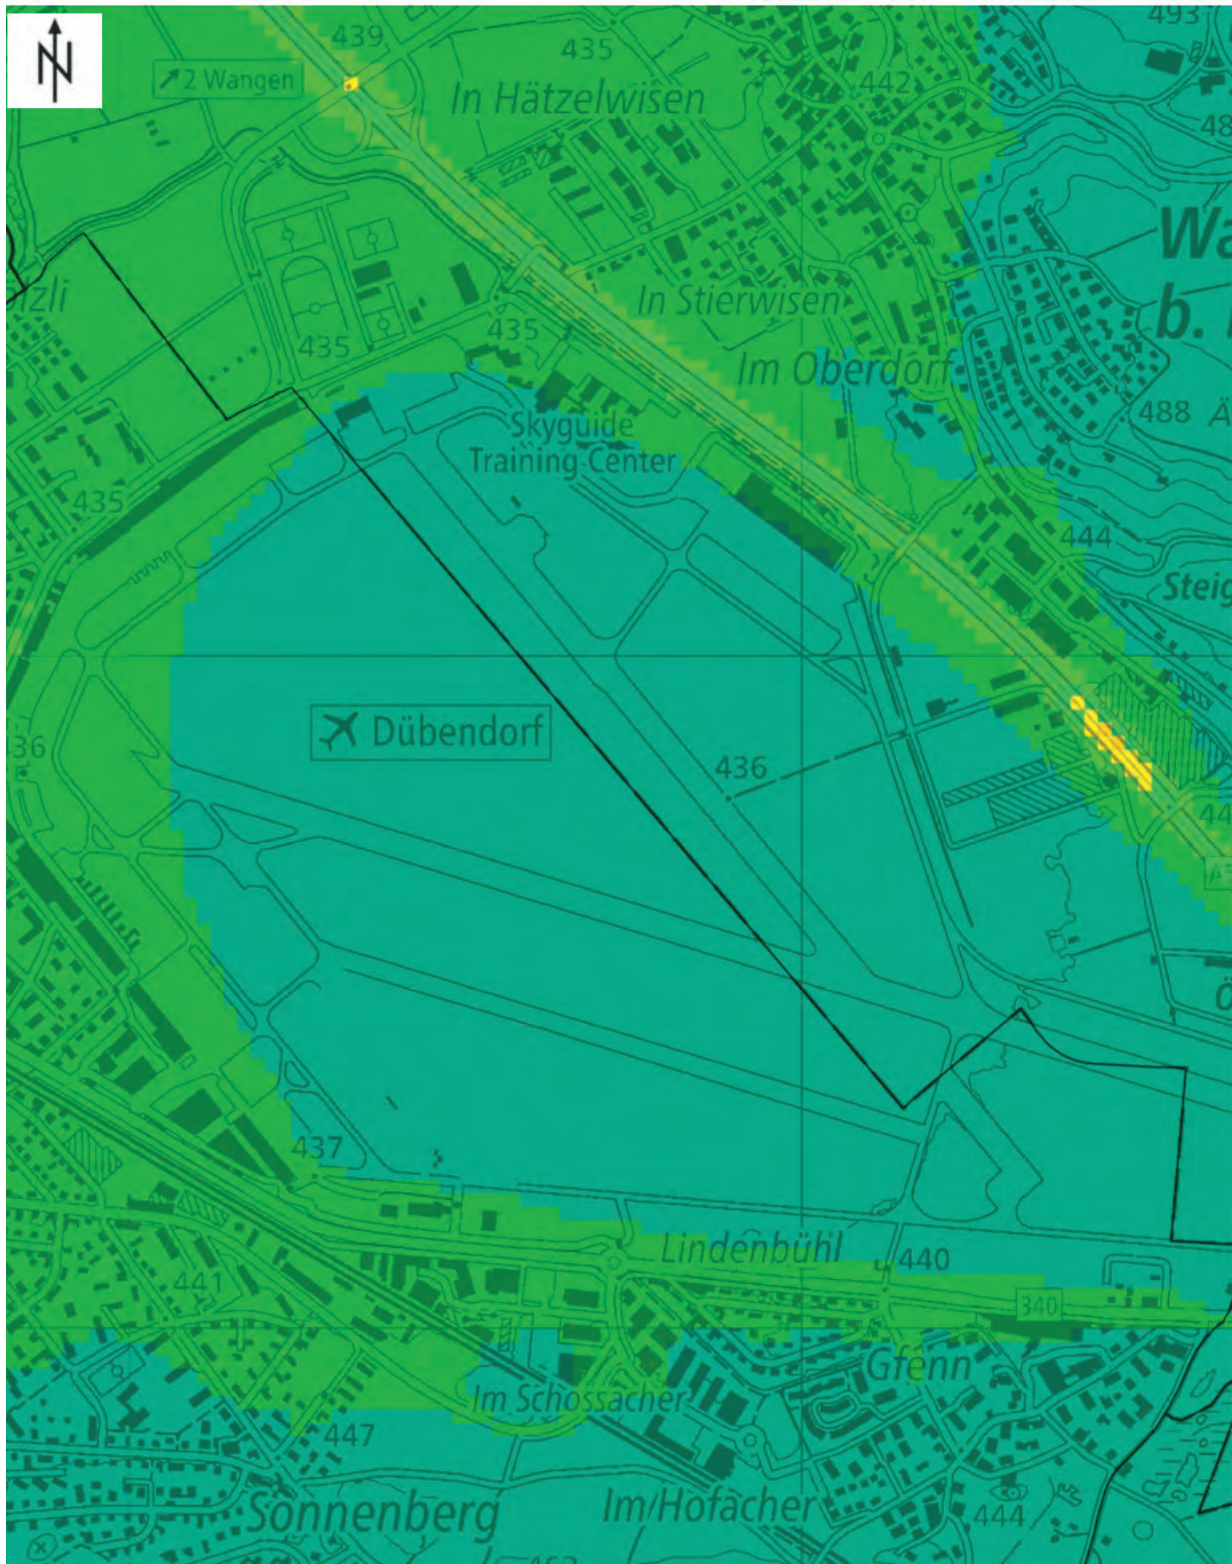 N
493
439
435
2 Wangen
442
In Hätzelwisen
48
Wa
b.
In Stierwisen
tzli
435
435
Im Oberdorf
488
Skyguide
Training Center
435
444
Steig
Dübendorf
36
436
44
437
Lindenbühl
440
441
340
Gfenn
Im Schossacher
447
Sonnenberg
Im Hofacher
444